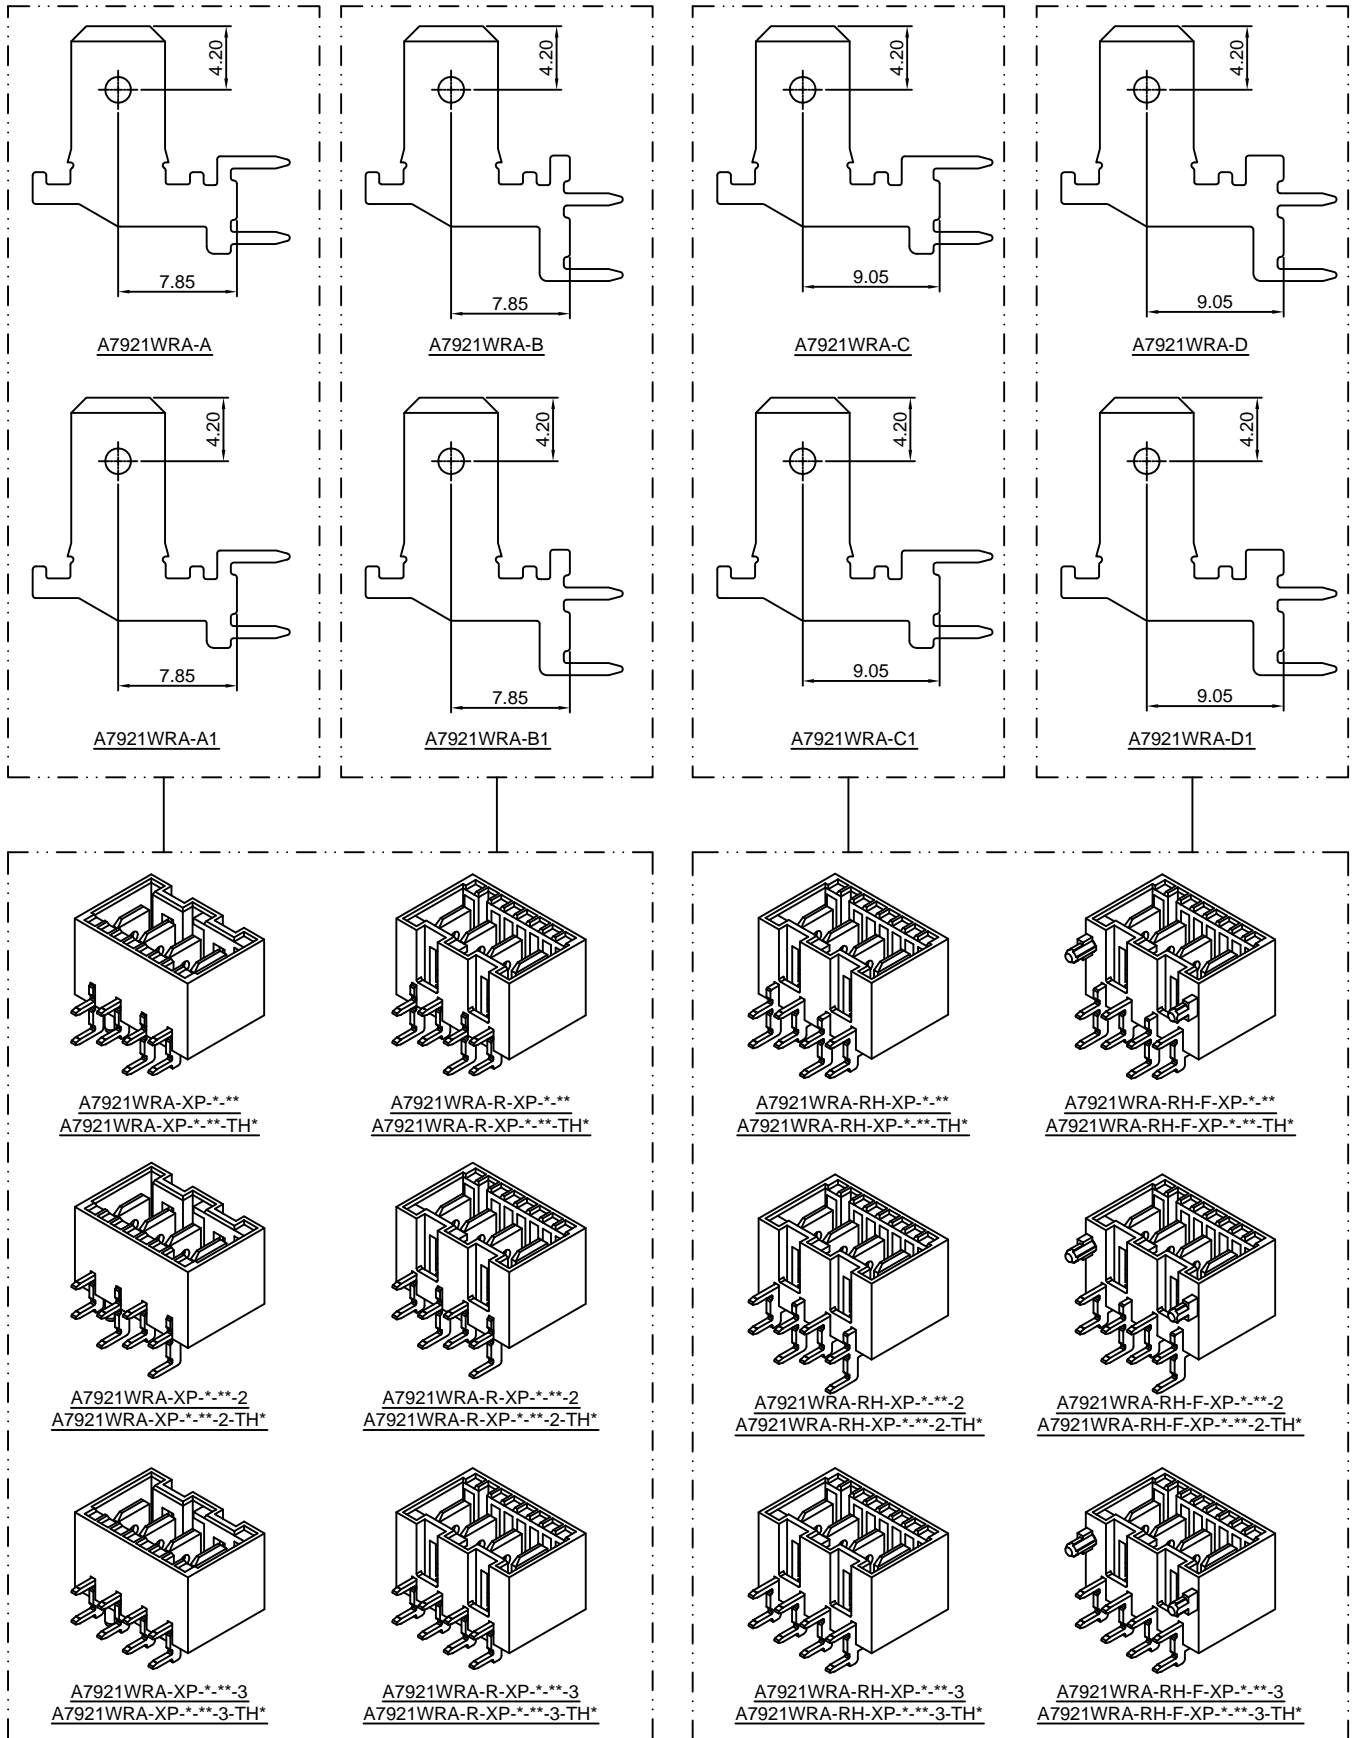 4.20
4.20
4.20
4.20
7.85
7.85
9.05
9.05
A7921WRA-A
A7921WRA-B
A7921WRA-C
A7921WRA-D
4.20
4.20
4.20
4.20
7.85
7.85
9.05
9.05
A7921WRA-A1
A7921WRA-B1
A7921WRA-C1
A7921WRA-D1
A7921WRA-XP-*-**
A7921WRA-XP-*-**-TH*
A7921WRA-R-XP-*-**
A7921WRA-R-XP-*-**-TH*
A7921WRA-RH-XP-*-**
A7921WRA-RH-XP-*-**-TH*
A7921WRA-RH-F-XP-*-**
A7921WRA-RH-F-XP-*-**-TH*
A7921WRA-XP-*-**-2
A7921WRA-XP-*-**-2-TH*
A7921WRA-R-XP-*-**-2
A7921WRA-R-XP-*-**-2-TH*
A7921WRA-RH-XP-*-**-2
A7921WRA-RH-XP-*-**-2-TH*
A7921WRA-RH-F-XP-*-**-2
A7921WRA-RH-F-XP-*-**-2-TH*
A7921WRA-XP-*-**-3
A7921WRA-XP-*-**-3-TH*
A7921WRA-R-XP-*-**-3
A7921WRA-R-XP-*-**-3-TH*
A7921WRA-RH-XP-*-**-3
A7921WRA-RH-XP-*-**-3-TH*
A7921WRA-RH-F-XP-*-**-3
A7921WRA-RH-F-XP-*-**-3-TH*